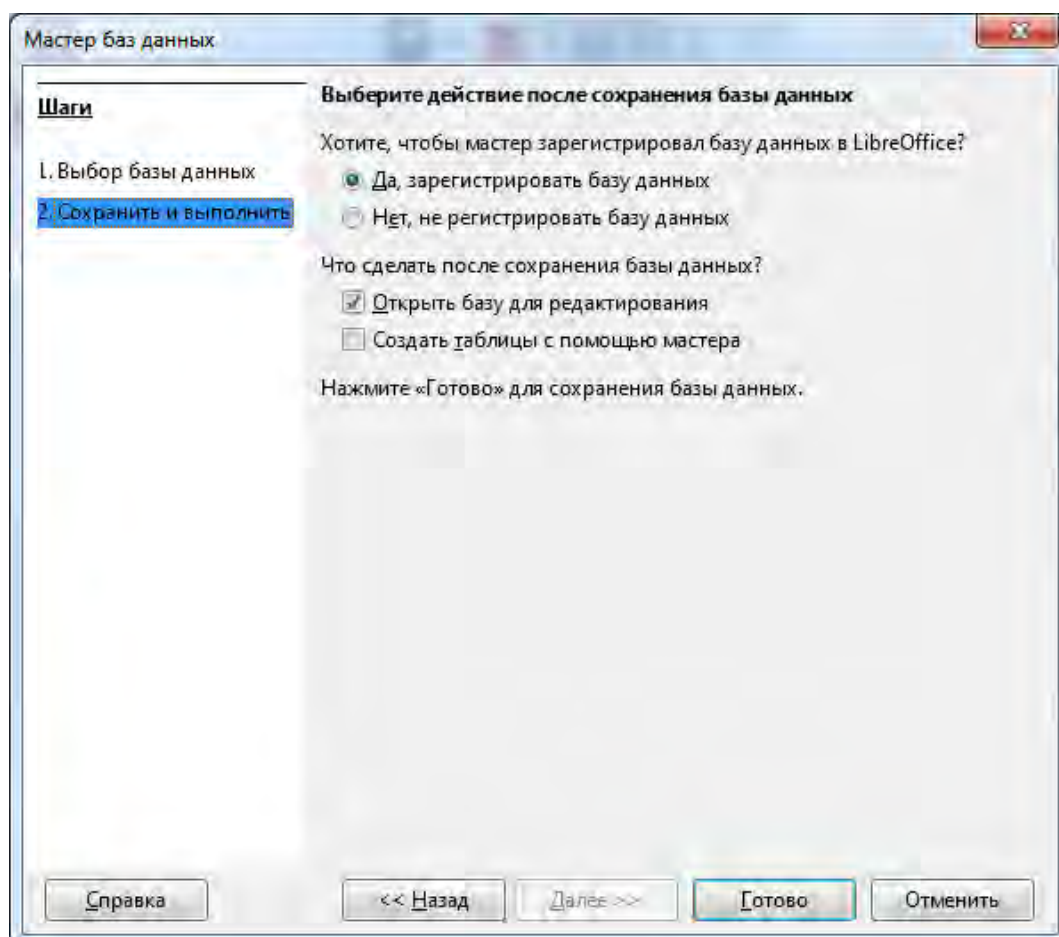 Мастер баз данных
Шаги
1. Выбор базы данных
2. Сохранить и выполнить
Выберите действие после сохранения базы данных
Хотите, чтобы мастер зарегистрировал базу данных в LibreOffice?
Да, зарегистрировать базу данных
Нет, не регистрировать базу данных
Что сделать после сохранения базы данных?
Открыть базу для редактирования
Создать таблицы с помощью мастера
Нажмите «Готово» для сохранения базы данных.
Справка
<< Назад
Далее >>
Готово
Отменить